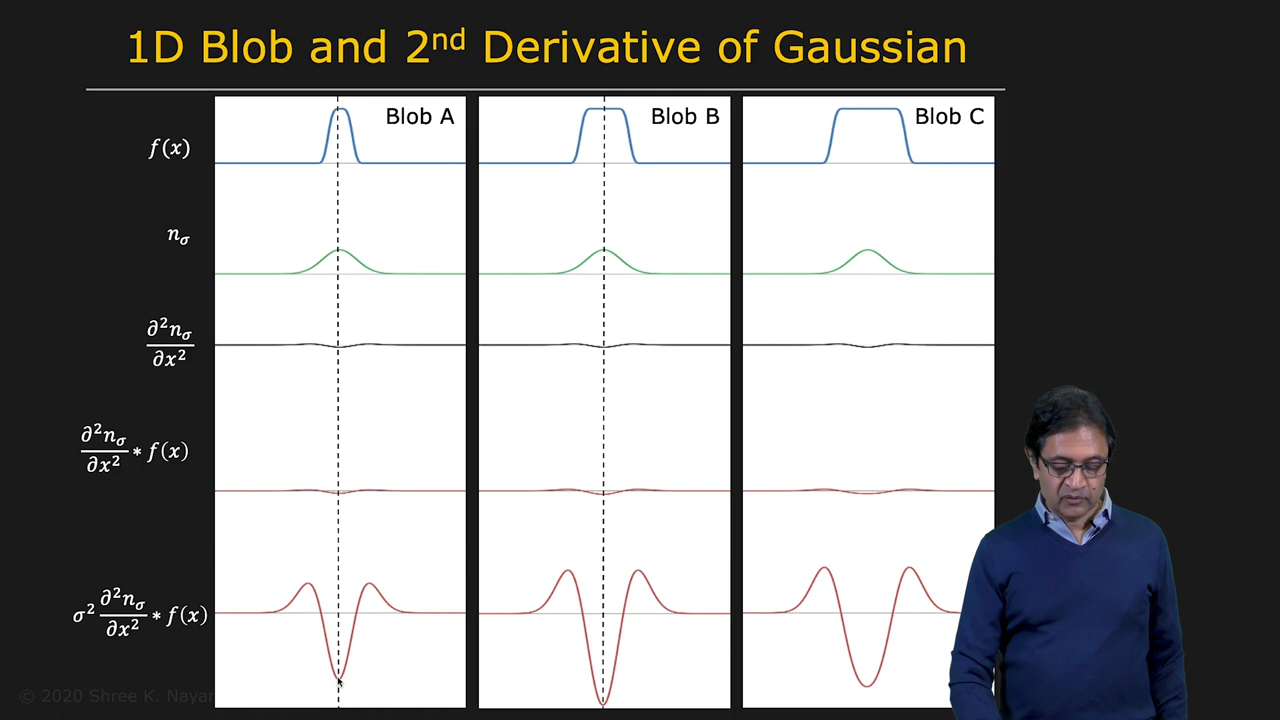 1D Blob and 2nd Derivative of Gaussian
Blob A
Blob B
Blob C
f(x)
nσ
∂²nσ
∂x²
∂²nσ
∂x² * f(x)
σ² ∂²nσ
∂x² * f(x)
© 2020 Shree K. Nayar